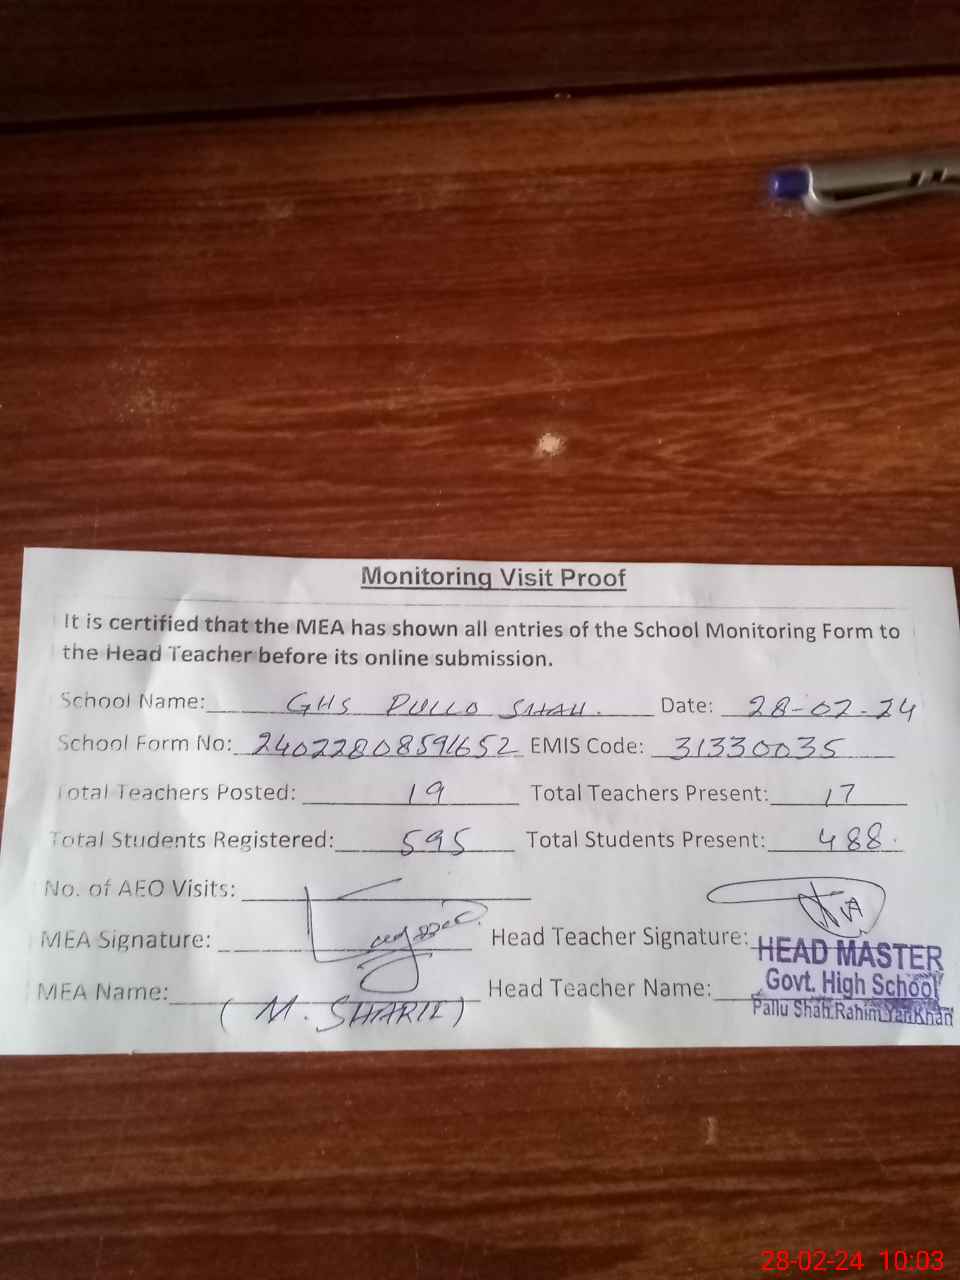 Monitoring Visit Proof
It is certified that the MEA has shown all entries of the School Monitoring Form to
the Head Teacher before its online submission.
School Name: GHS PULLO SHAH. Date: 28-02-24
School Form No: 24022808591652 EMIS Code: 31330035
Total Teachers Posted: 19 Total Teachers Present: 17
Total Students Registered: 595 Total Students Present: 488.
No. of AEO Visits:
MEA Signature: Head Teacher Signature:
HEAD MASTER
Govt. High School
Pallu Shah.Rahim Yar Khan
MEA Name: (M. SHARIF) Head Teacher Name:
28-02-24 10:03